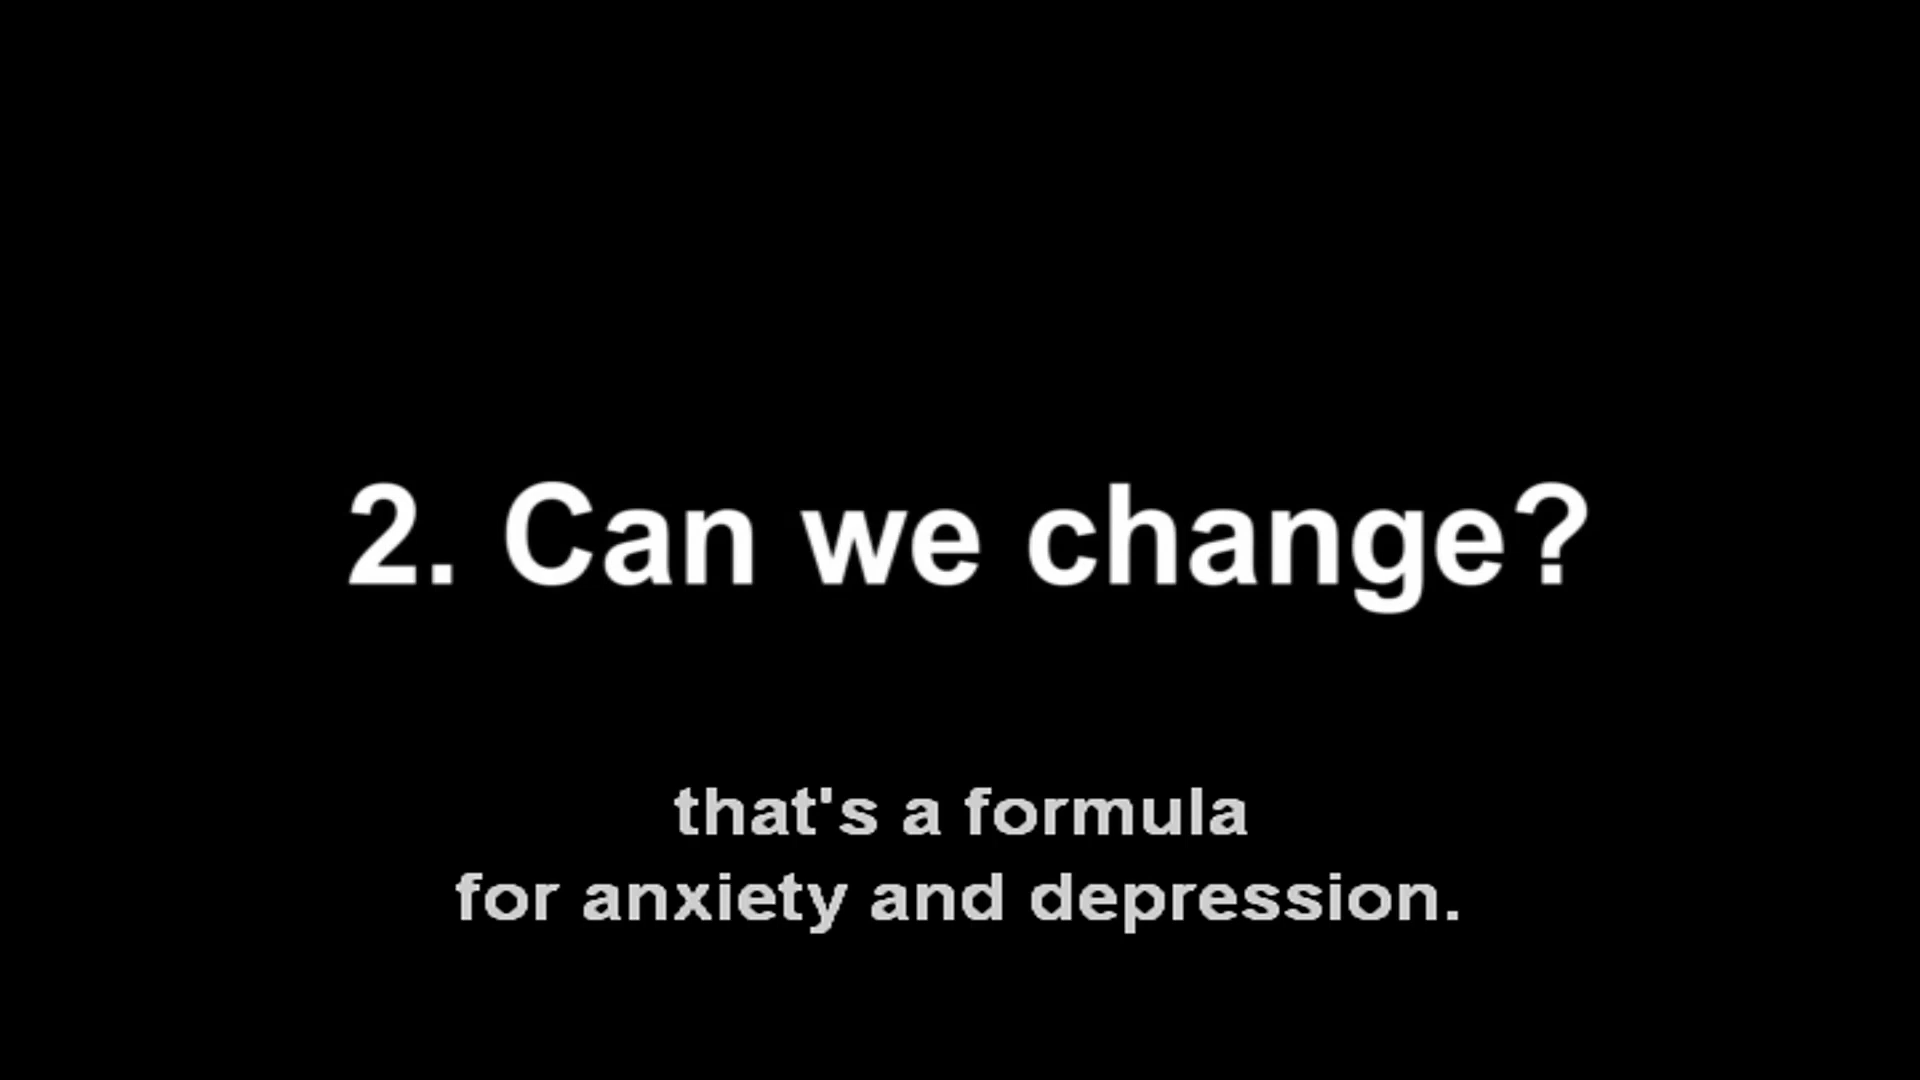 2. Can we change?
that's a formula
for anxiety and depression.